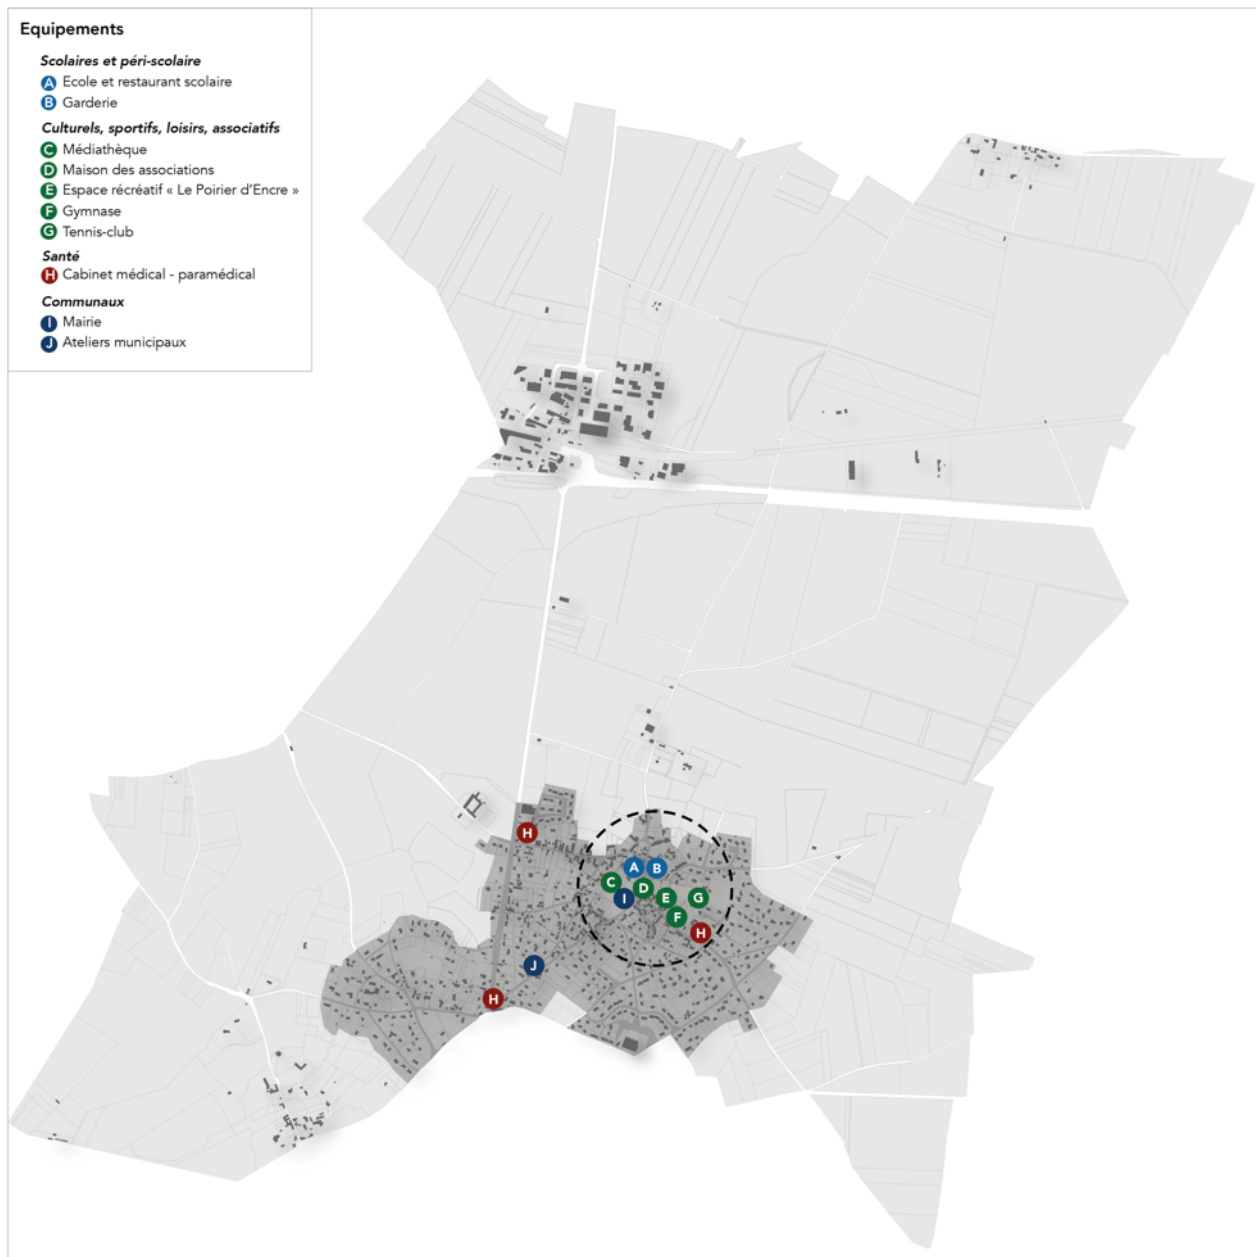 Equipements
Scolaires et péri-scolaire
A Ecole et restaurant scolaire
B Garderie
Culturels, sportifs, loisirs, associatifs
C Médiathèque
D Maison des associations
E Espace récréatif « Le Poirier d'Encre »
F Gymnase
G Tennis-club
Santé
H Cabinet médical - paramédical
Communaux
I Mairie
J Ateliers municipaux
H
A B
C D
I E G
F
H
J
H